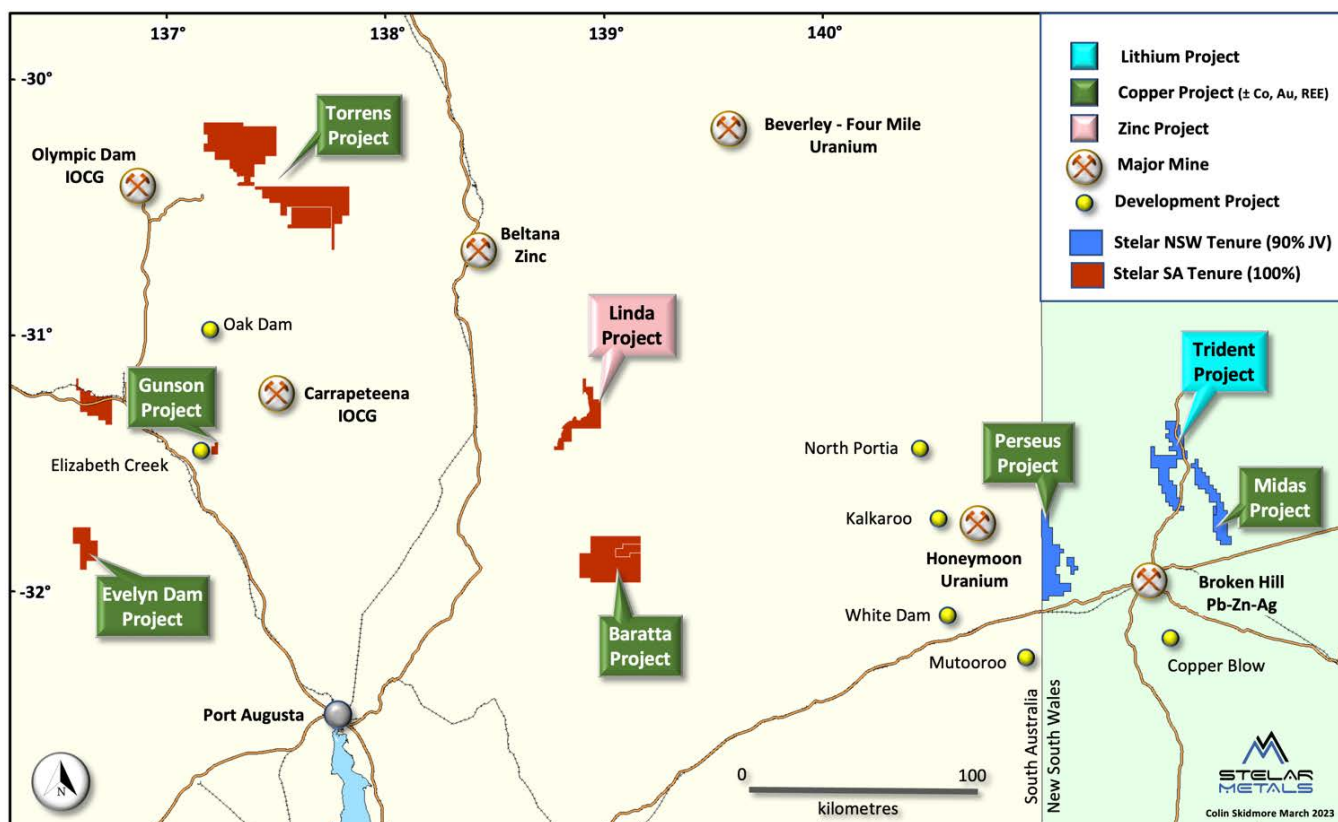 137°
138°
139°
140°
-30°
-31°
-32°
Torrens
Project
Olympic Dam
IOCG
Beverley - Four Mile
Uranium
Beltana
Zinc
Oak Dam
Linda
Project
Gunson
Project
Carrapeteena
IOCG
Elizabeth Creek
North Portia
Perseus
Project
Trident
Project
Midas
Project
Kalkaroo
Honeymoon
Uranium
Evelyn Dam
Project
Baratta
Project
White Dam
Broken Hill
Pb-Zn-Ag
Mutooroo
Copper Blow
Port Augusta
South Australia
New South Wales
N
0 100
kilometres
Lithium Project
Copper Project (± Co, Au, REE)
Zinc Project
Major Mine
Development Project
Stelar NSW Tenure (90% JV)
Stelar SA Tenure (100%)
STELAR
METALS
Colin Skidmore March 2023